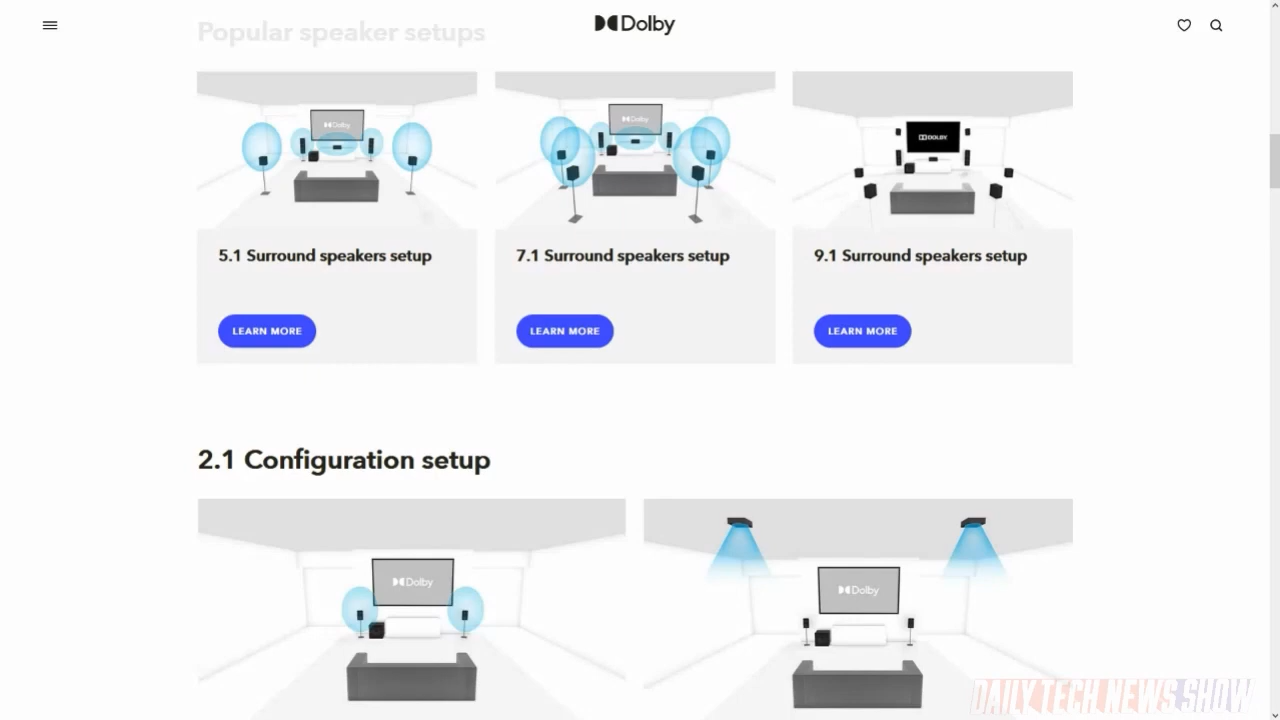 Popular speaker setups
Dolby
Dolby
Dolby
DOLBY
5.1 Surround speakers setup
7.1 Surround speakers setup
9.1 Surround speakers setup
LEARN MORE
LEARN MORE
LEARN MORE
2.1 Configuration setup
Dolby
Dolby
DAILY TECH NEWS SHOW